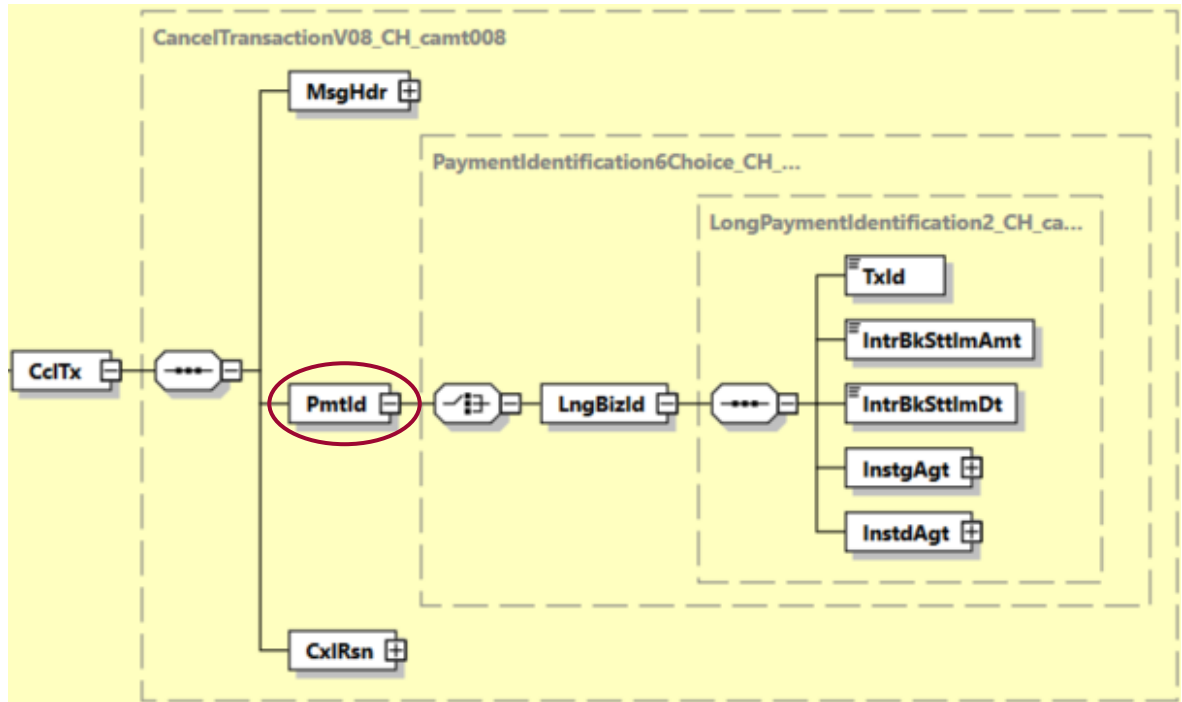 CancelTransactionV08_CH_camt008
MsgHdr
PaymentIdentification6Choice_CH_...
LongPaymentIdentification2_CH_ca...
TxId
IntrBkSttlmAmt
CclTx
PmtId
LngBizId
IntrBkSttlmDt
InstgAgt
InstdAgt
CxlRsn